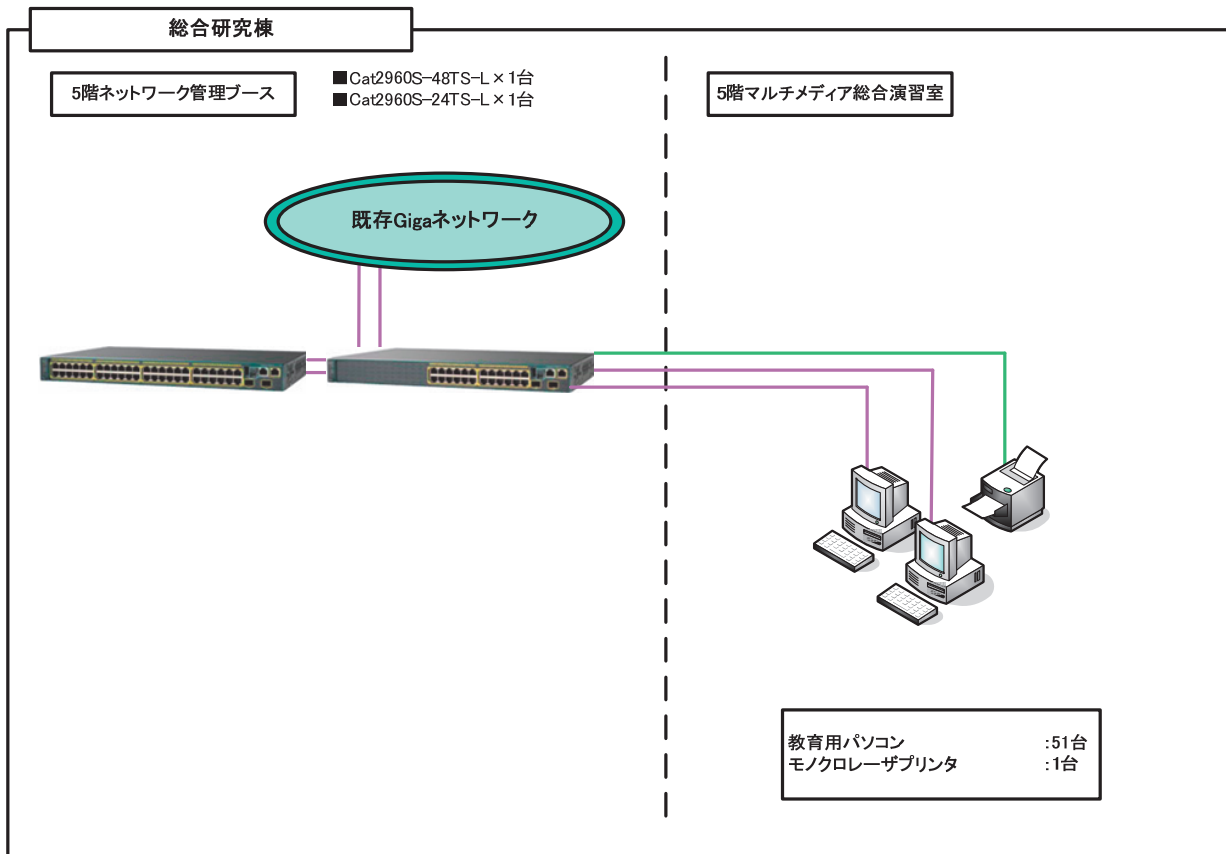 総合研究棟
5階ネットワーク管理ブース
■Cat2960S-48TS-L×1台
■Cat2960S-24TS-L×1台
5階マルチメディア総合演習室
既存Gigaネットワーク
教育用パソコン :51台
モノクロレーザプリンタ :1台